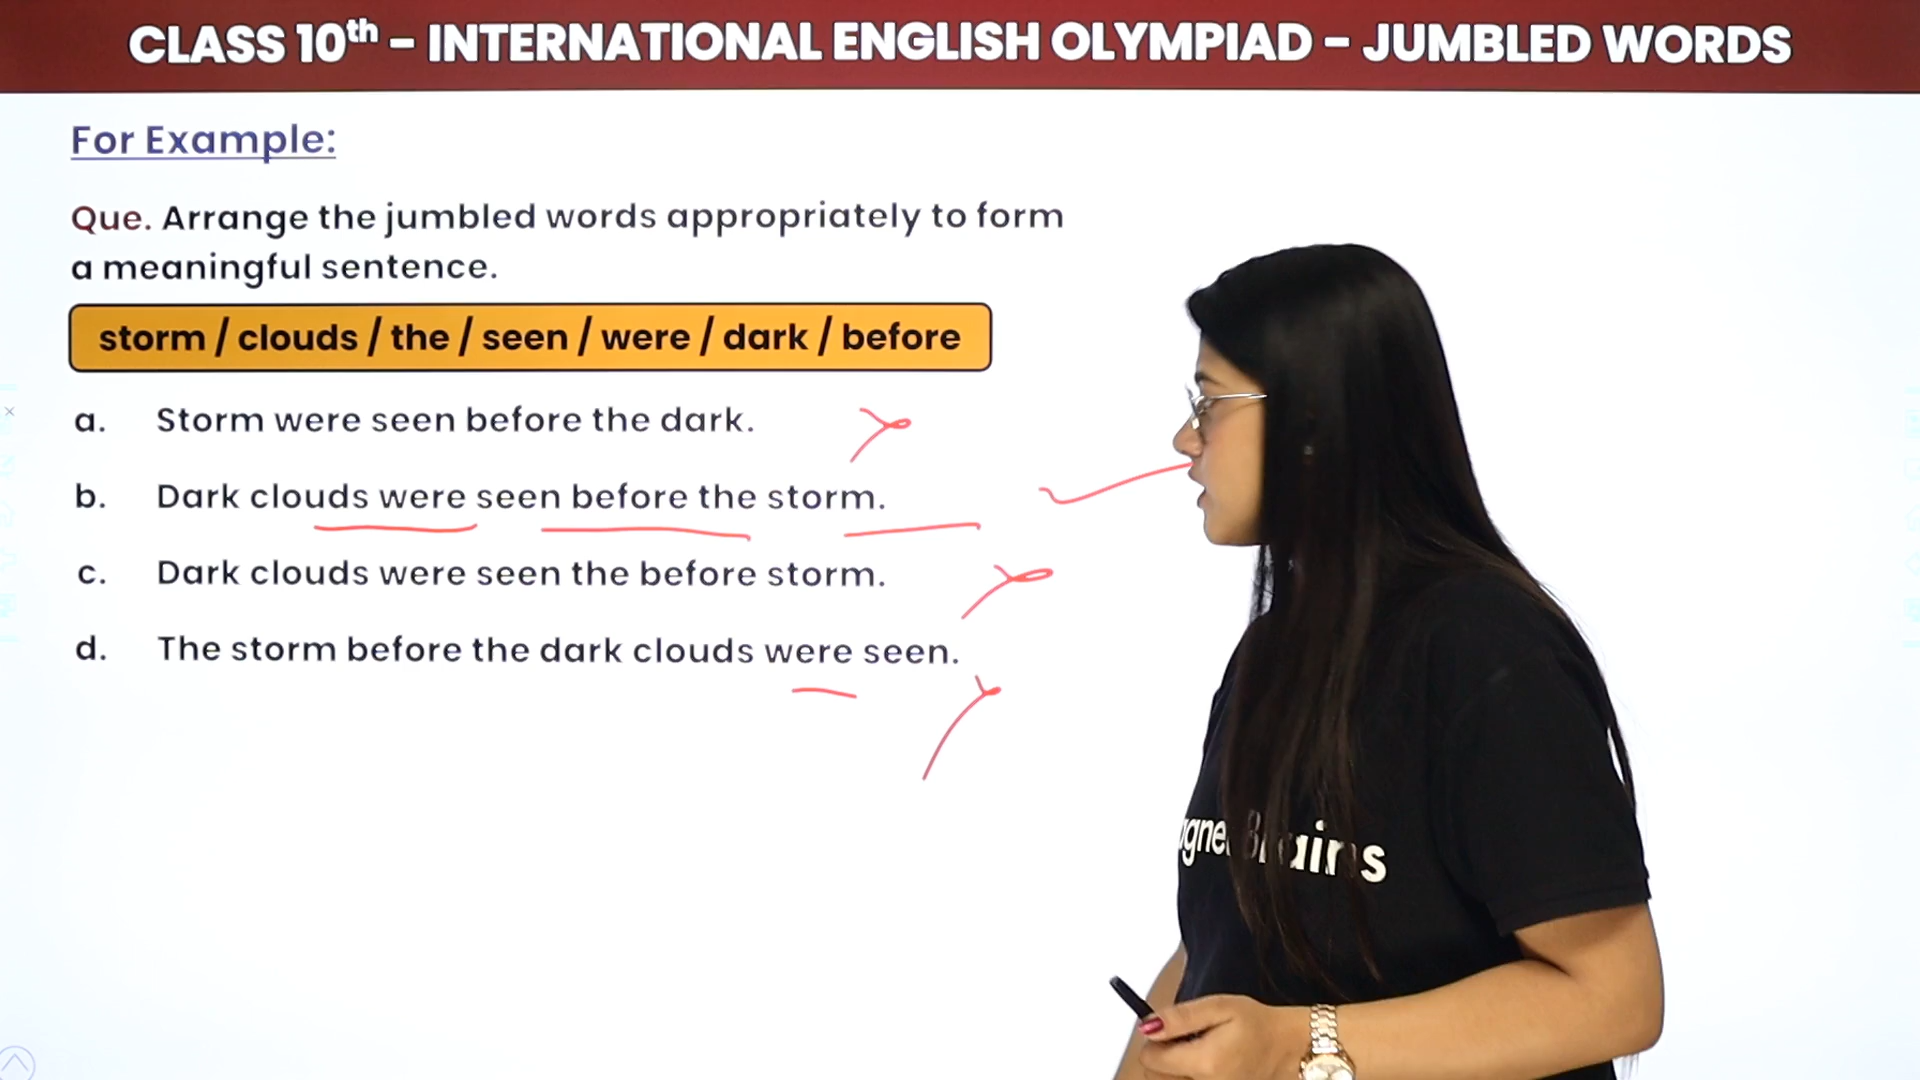 CLASS 10th - INTERNATIONAL ENGLISH OLYMPIAD - JUMBLED WORDS
For Example:
Que. Arrange the jumbled words appropriately to form
a meaningful sentence.
storm / clouds / the / seen / were / dark / before
a. Storm were seen before the dark.
b. Dark clouds were seen before the storm.
c. Dark clouds were seen the before storm.
d. The storm before the dark clouds were seen.